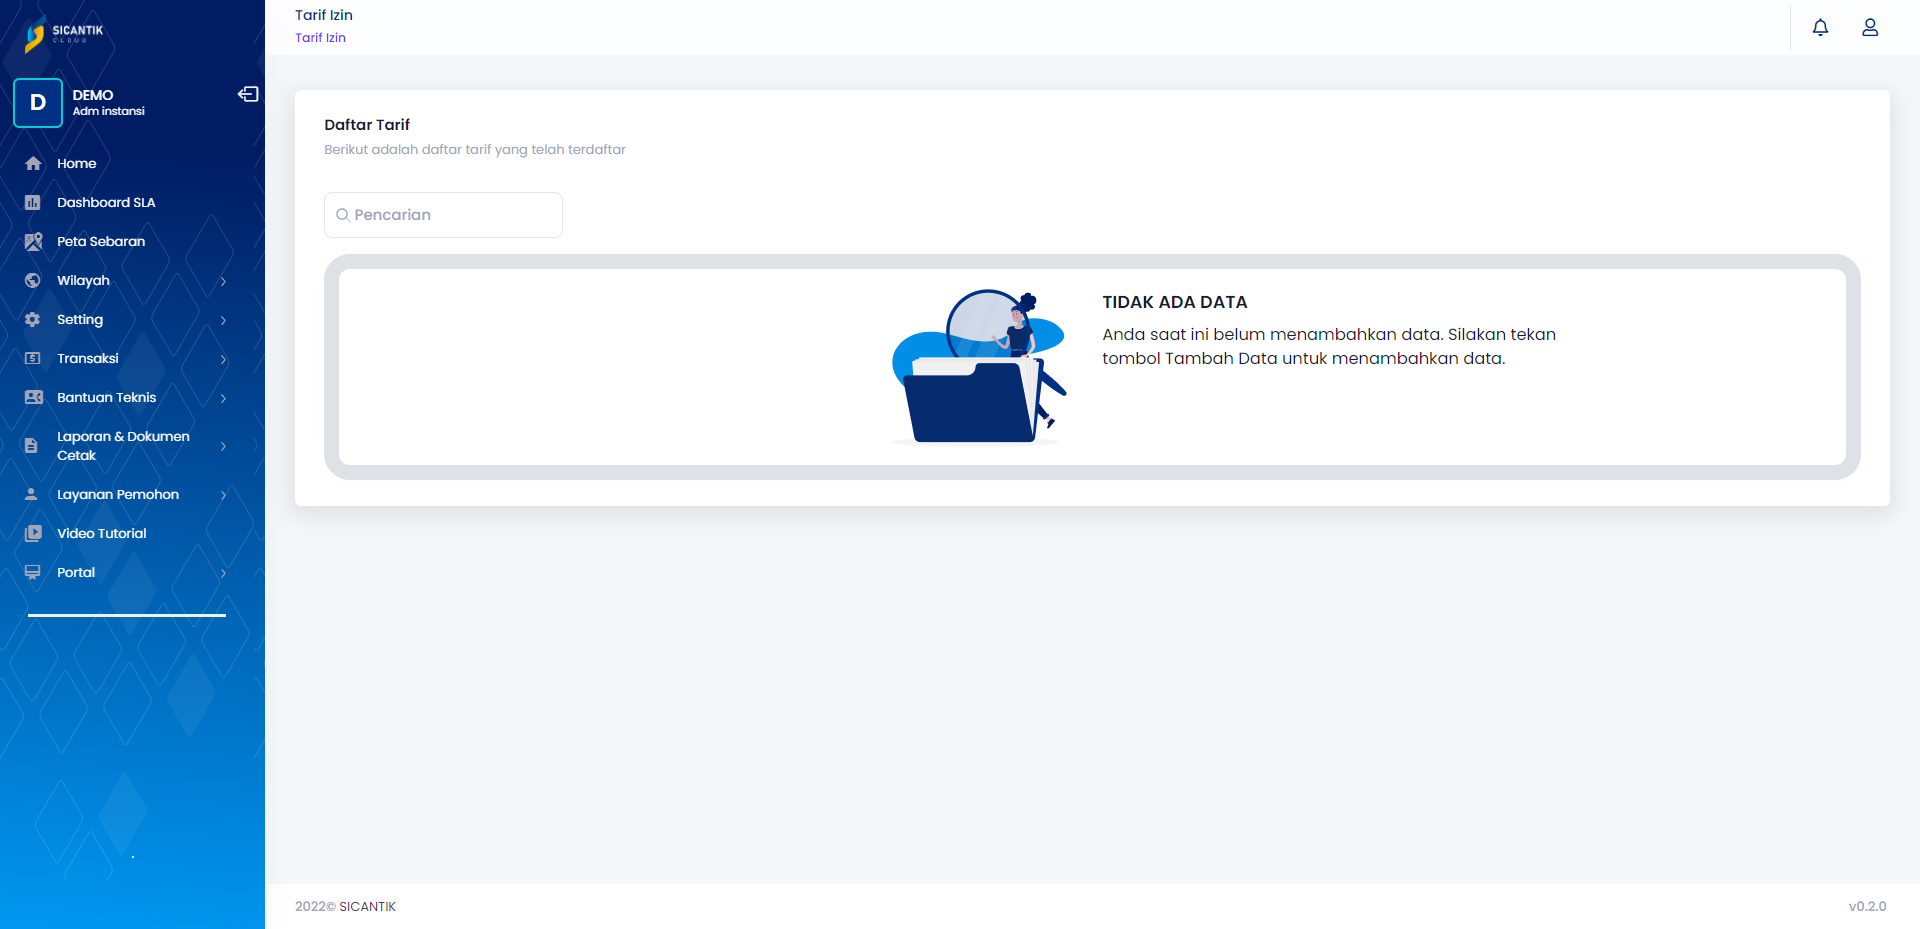 SICANTIK
CLOUD
D
DEMO
Adm instansi
Home
Dashboard SLA
Peta Sebaran
Wilayah
Setting
Transaksi
Bantuan Teknis
Laporan & Dokumen
Cetak
Layanan Pemohon
Video Tutorial
Portal
Tarif Izin
Tarif Izin
Daftar Tarif
Berikut adalah daftar tarif yang telah terdaftar
Pencarian
TIDAK ADA DATA
Anda saat ini belum menambahkan data. Silakan tekan
tombol Tambah Data untuk menambahkan data.
2022© SICANTIK
v0.2.0